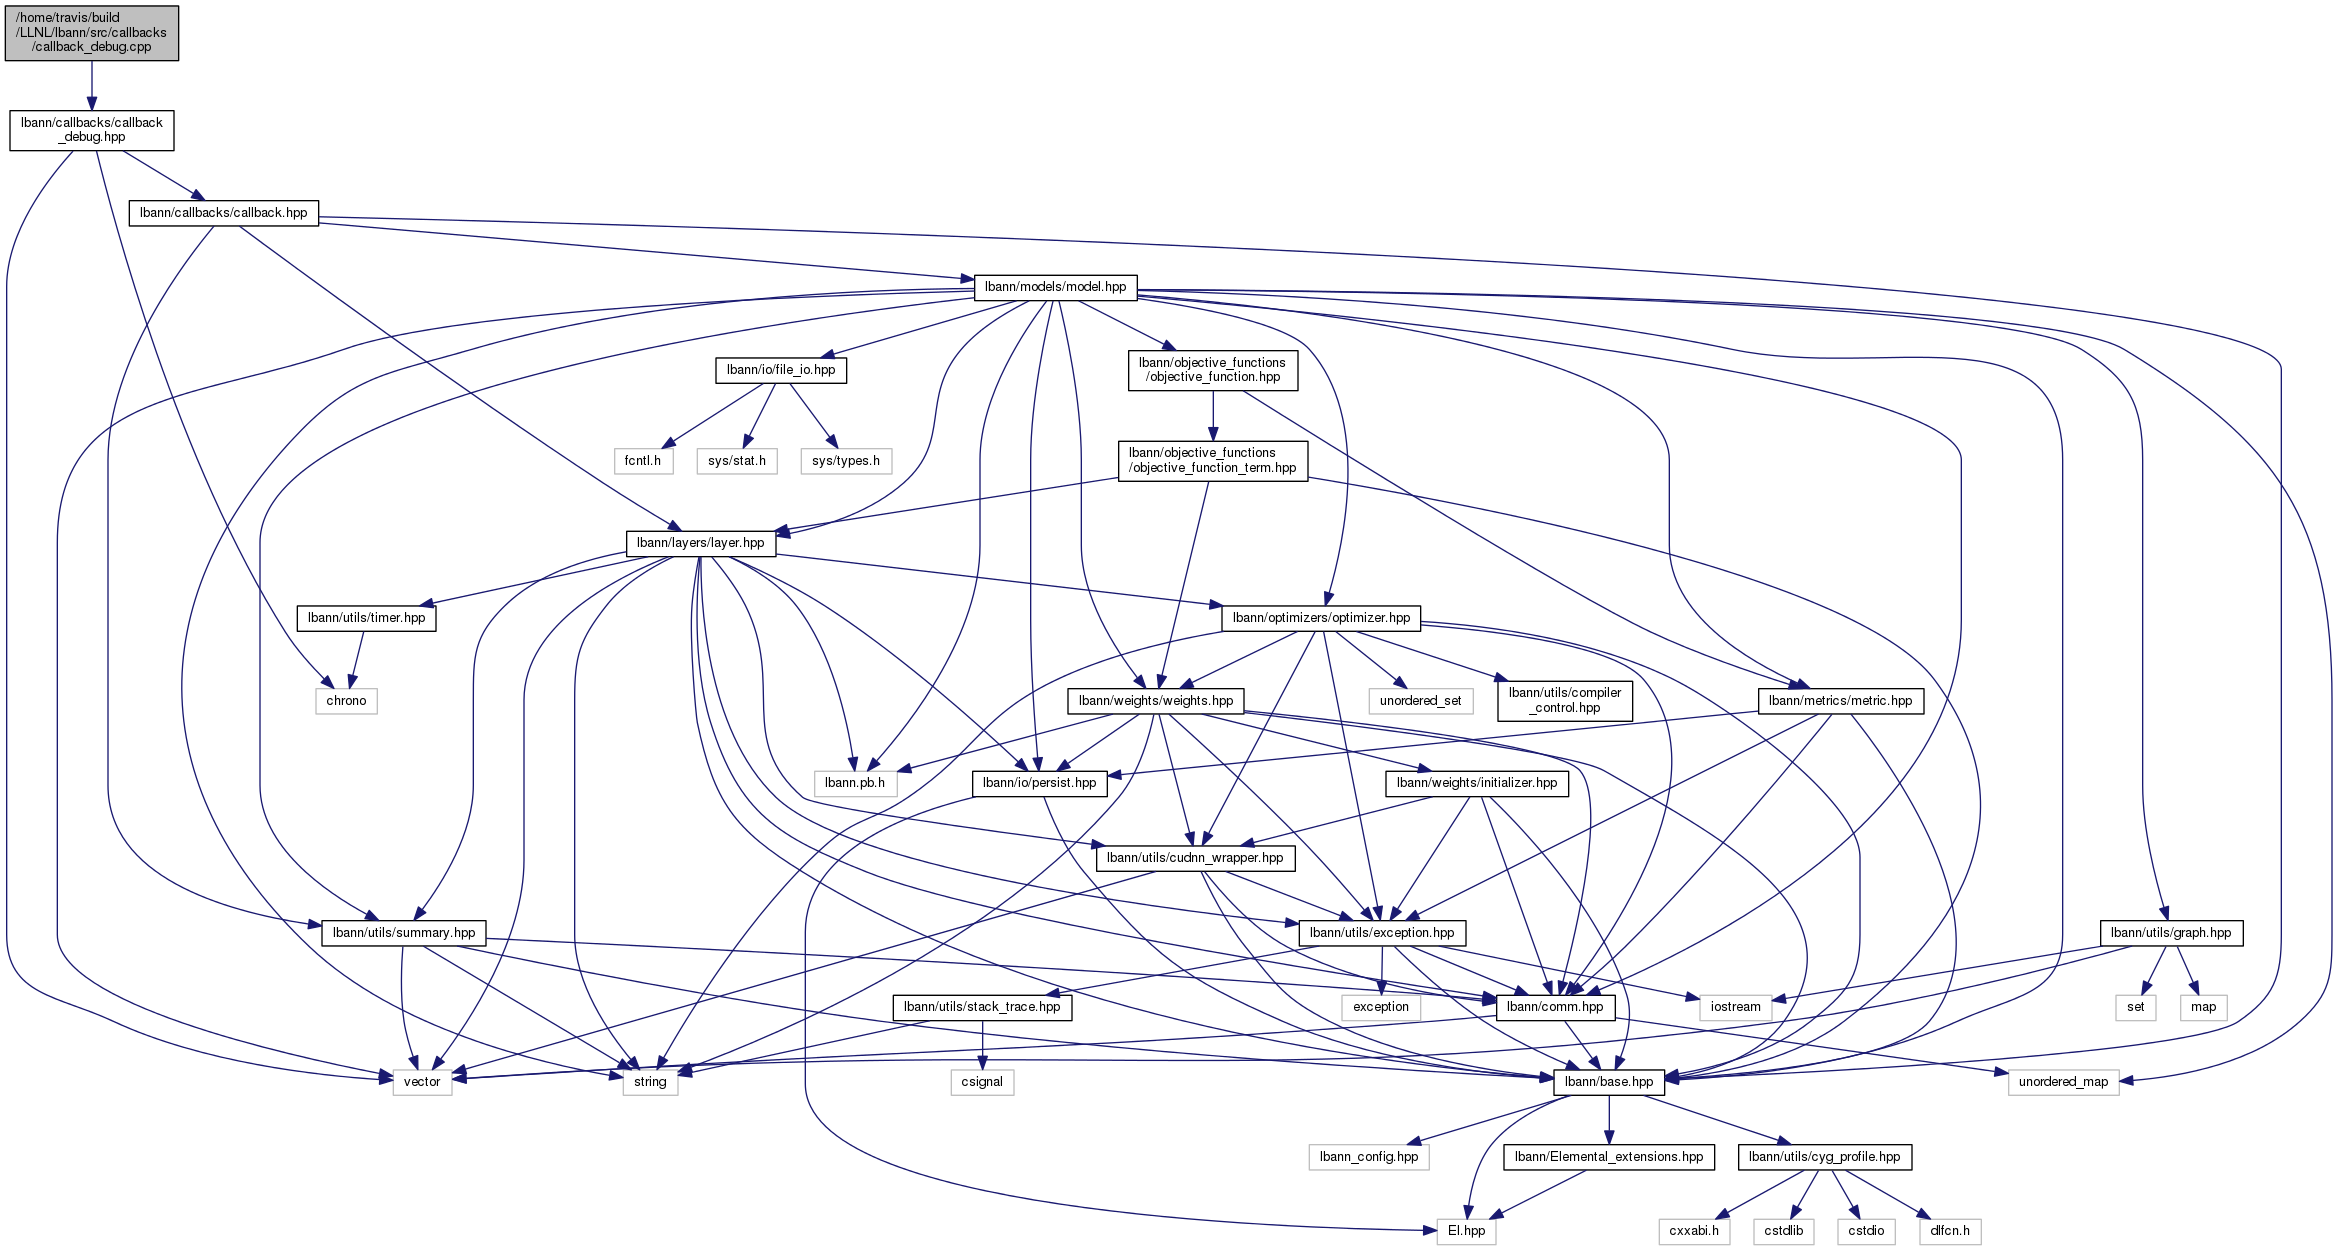 /home/travis/build
/LLNL/lbann/src/callbacks
/callback_debug.cpp
lbann/callbacks/callback
_debug.hpp
lbann/callbacks/callback.hpp
lbann/models/model.hpp
lbann/io/file_io.hpp
lbann/objective_functions
/objective_function.hpp
fcntl.h
sys/stat.h
sys/types.h
lbann/objective_functions
/objective_function_term.hpp
lbann/layers/layer.hpp
lbann/utils/timer.hpp
lbann/optimizers/optimizer.hpp
chrono
lbann/weights/weights.hpp
unordered_set
lbann/utils/compiler
_control.hpp
lbann/metrics/metric.hpp
lbann.pb.h
lbann/io/persist.hpp
lbann/weights/initializer.hpp
lbann/utils/cudnn_wrapper.hpp
lbann/utils/summary.hpp
lbann/utils/exception.hpp
lbann/utils/graph.hpp
lbann/utils/stack_trace.hpp
exception
lbann/comm.hpp
iostream
set
map
vector
string
csignal
lbann/base.hpp
unordered_map
lbann_config.hpp
lbann/Elemental_extensions.hpp
lbann/utils/cyg_profile.hpp
El.hpp
cxxabi.h
cstdlib
cstdio
dlfcn.h